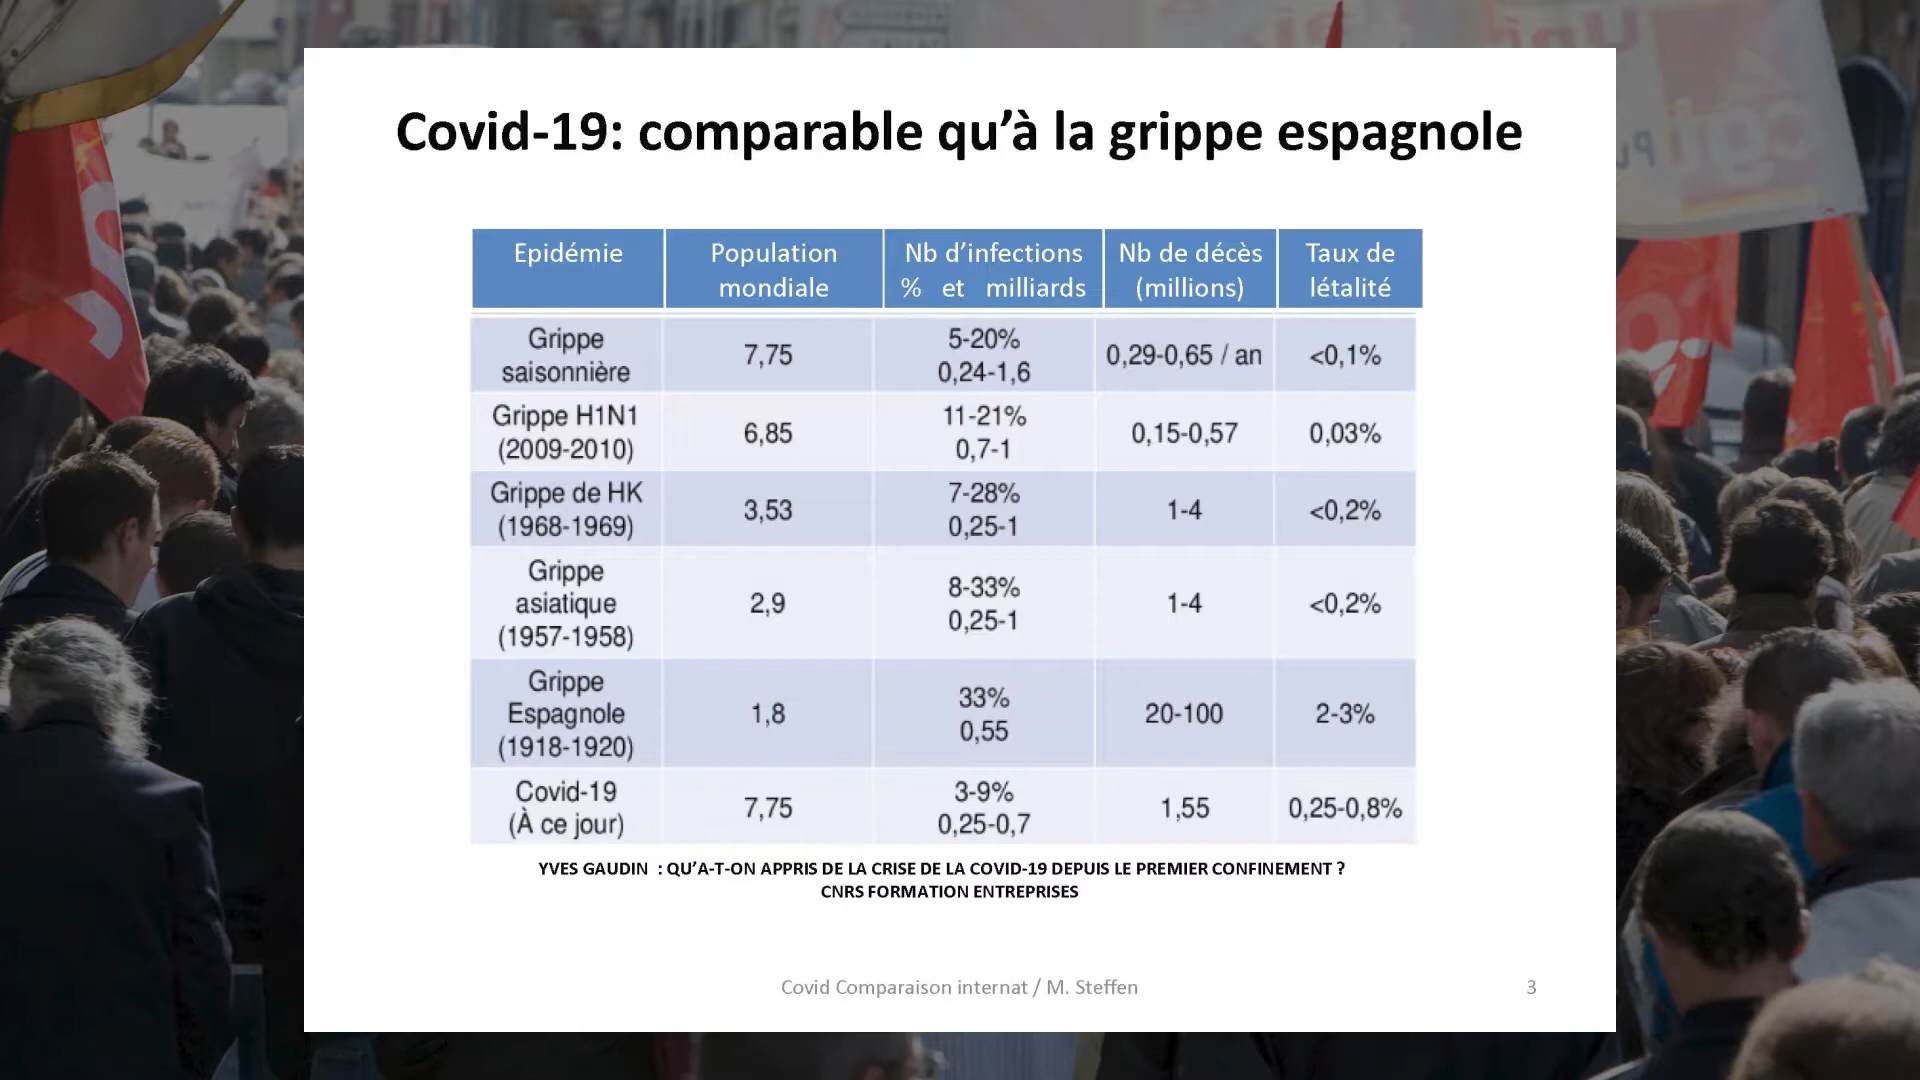 Covid-19: comparable qu’à la grippe espagnole
Epidémie
Population
mondiale
Nb d’infections
% et milliards
Nb de décès
(millions)
Taux de
létalité
Grippe
saisonnière
7,75
5-20%
0,24-1,6
0,29-0,65 / an
<0,1%
Grippe H1N1
(2009-2010)
6,85
11-21%
0,7-1
0,15-0,57
0,03%
Grippe de HK
(1968-1969)
3,53
7-28%
0,25-1
1-4
<0,2%
Grippe
asiatique
(1957-1958)
2,9
8-33%
0,25-1
1-4
<0,2%
Grippe
Espagnole
(1918-1920)
1,8
33%
0,55
20-100
2-3%
Covid-19
(À ce jour)
7,75
3-9%
0,25-0,7
1,55
0,25-0,8%
YVES GAUDIN : QU’A-T-ON APPRIS DE LA CRISE DE LA COVID-19 DEPUIS LE PREMIER CONFINEMENT ?
CNRS FORMATION ENTREPRISES
Covid Comparaison internat / M. Steffen
3